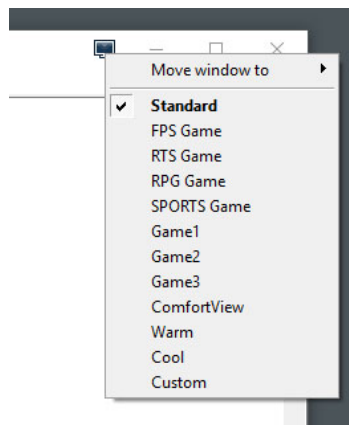 Move window to
Standard
FPS Game
RTS Game
RPG Game
SPORTS Game
Game1
Game2
Game3
ComfortView
Warm
Cool
Custom